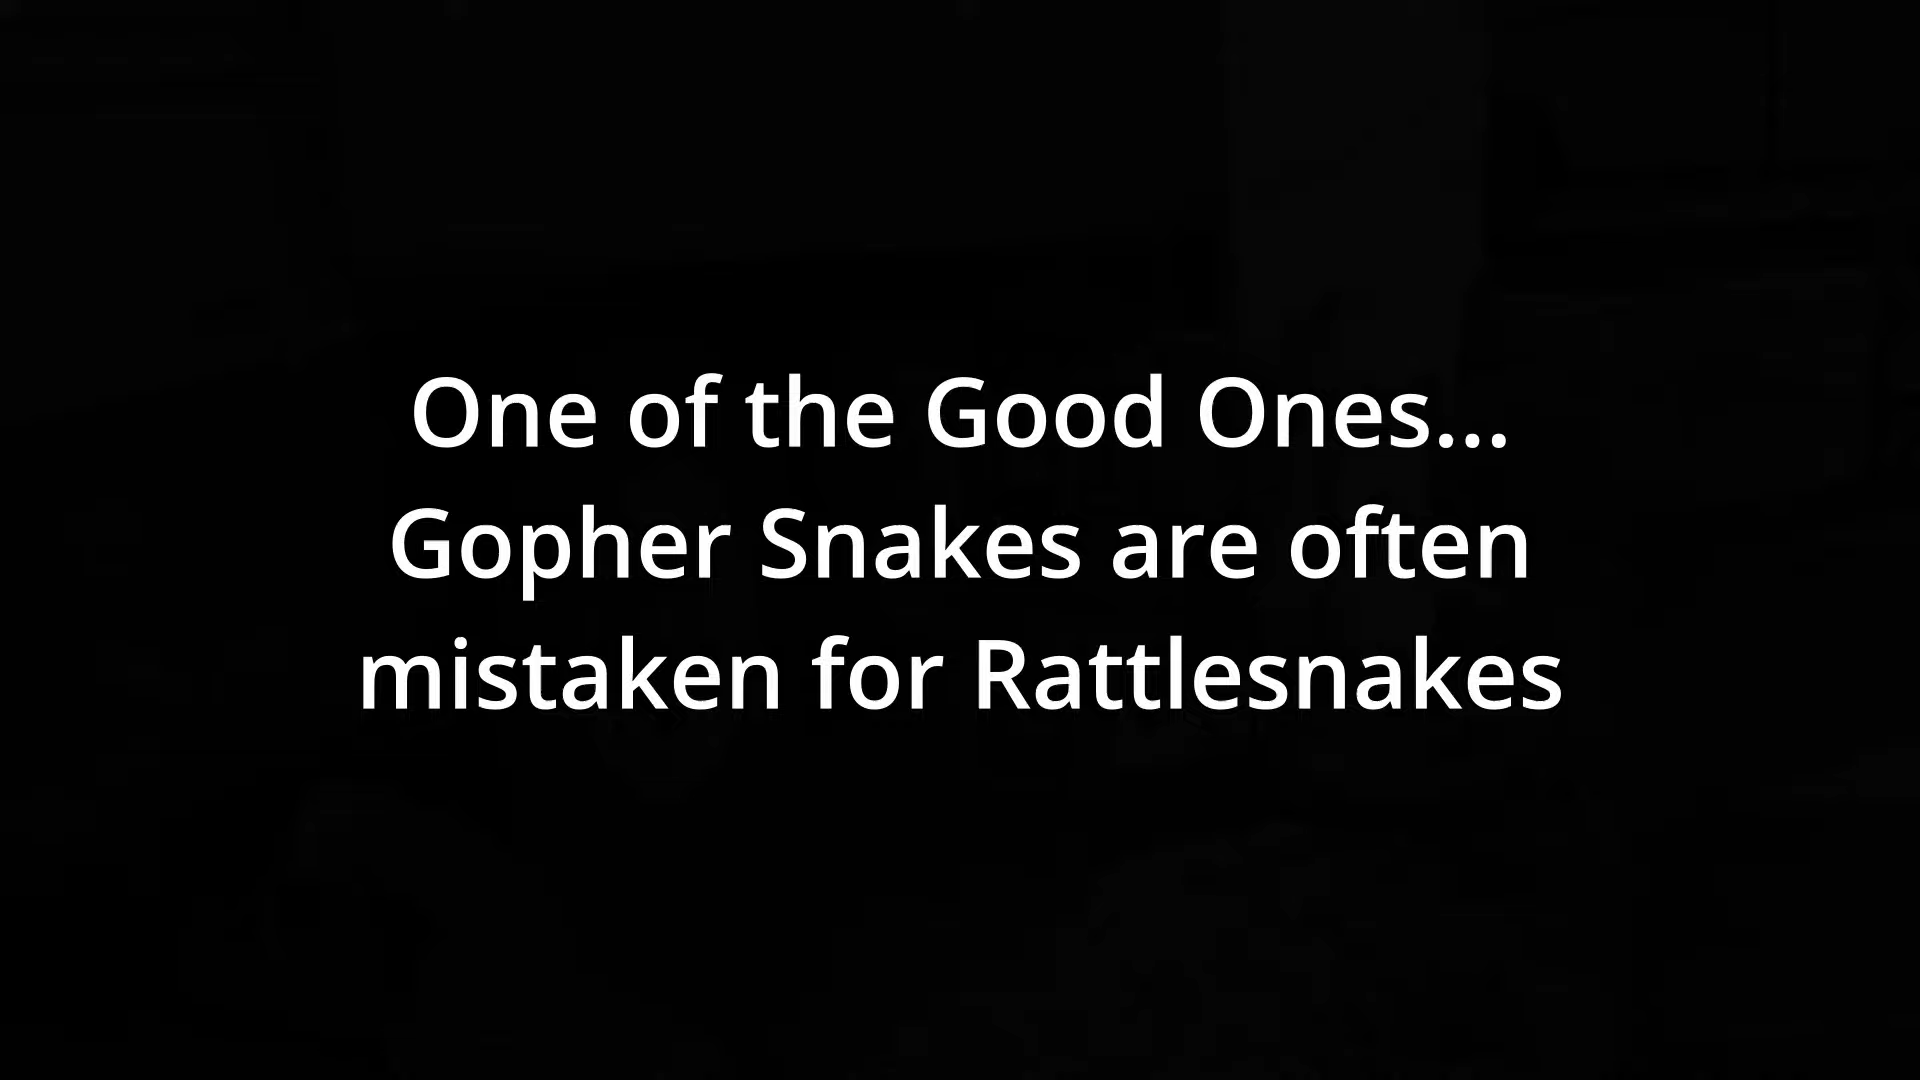 One of the Good Ones...
Gopher Snakes are often
mistaken for Rattlesnakes